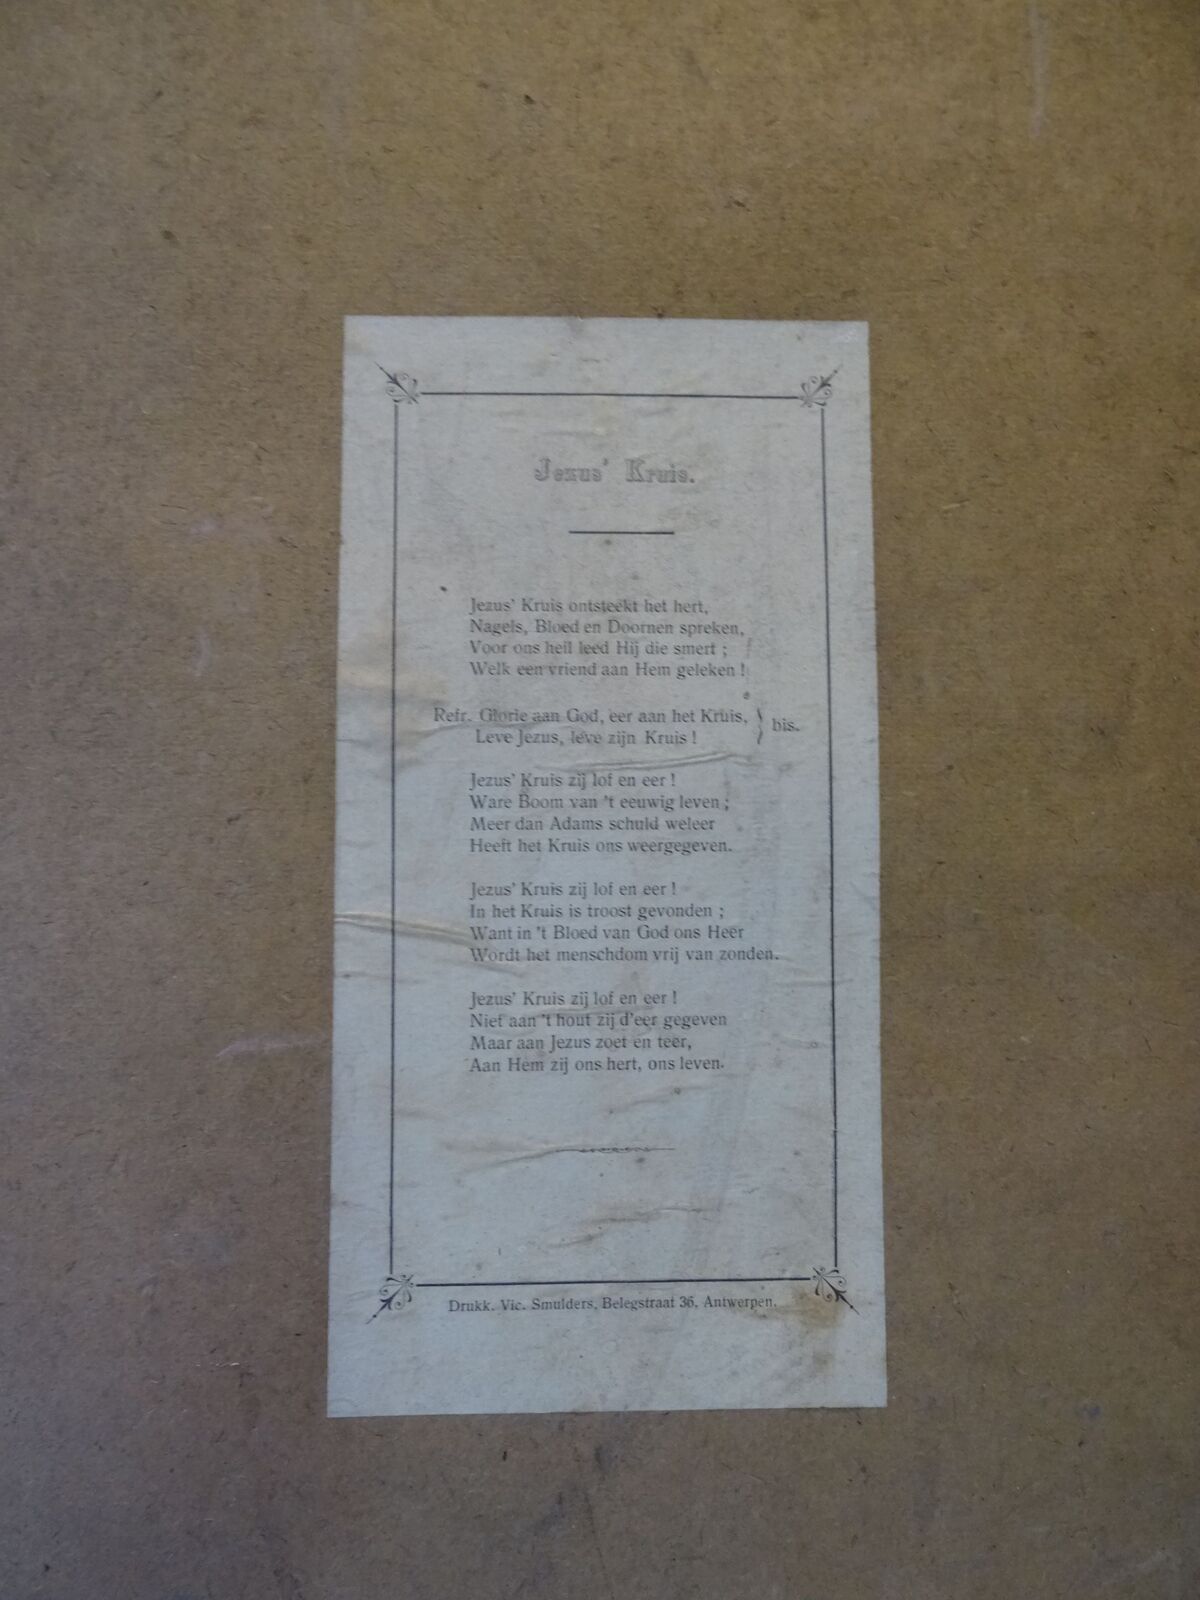 Jezus' Kruis.
Jezus' Kruis ontsteekt het hert,
Nagels, Bloed en Doornen spreken,
Voor ons heil leed Hij die smert ;
Welk een vriend aan Hem geleken !
Refr. Glorie aan God, eer aan het Kruis,
Leve Jezus, leve zijn Kruis ! } bis.
Jezus' Kruis zij lof en eer !
Ware Boom van 't eeuwig leven ;
Meer dan Adams schuld weleer
Heeft het Kruis ons weergegeven.
Jezus' Kruis zij lof en eer !
In het Kruis is troost gevonden ;
Want in 't Bloed van God ons Heer
Wordt het menschdom vrij van zonden.
Jezus' Kruis zij lof en eer !
Niet aan 't hout zij d'eer gegeven
Maar aan Jezus zoet en teer,
Aan Hem zij ons hert, ons leven.
Drukk. Vic. Smulders, Belegstraat 36, Antwerpen.